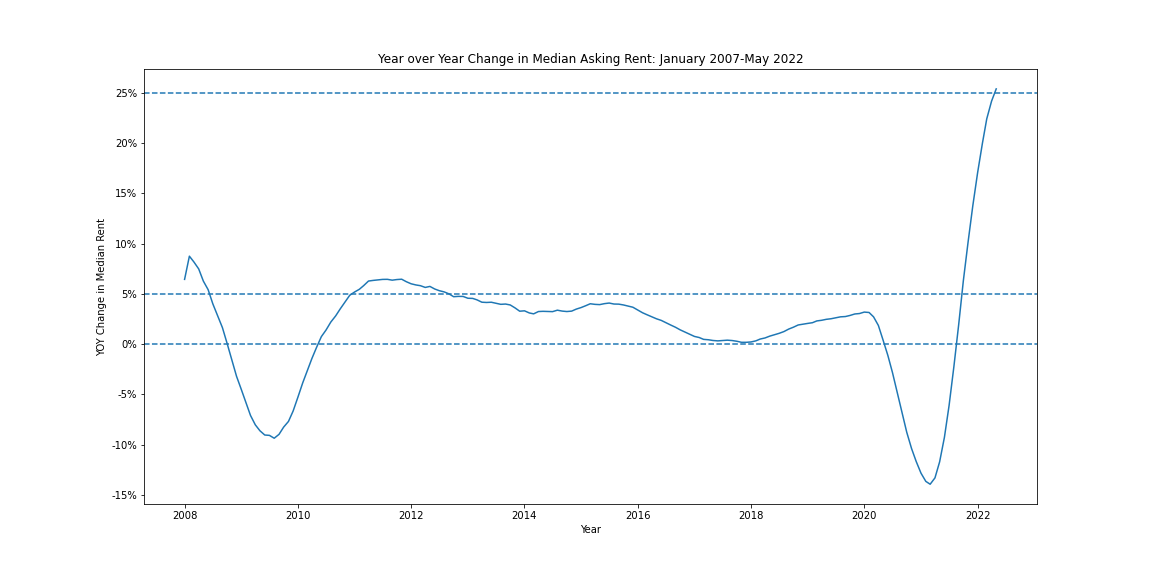 Year over Year Change in Median Asking Rent: January 2007-May 2022
YOY Change in Median Rent
25%
20%
15%
10%
5%
0%
-5%
-10%
-15%
2008 2010 2012 2014 2016 2018 2020 2022
Year